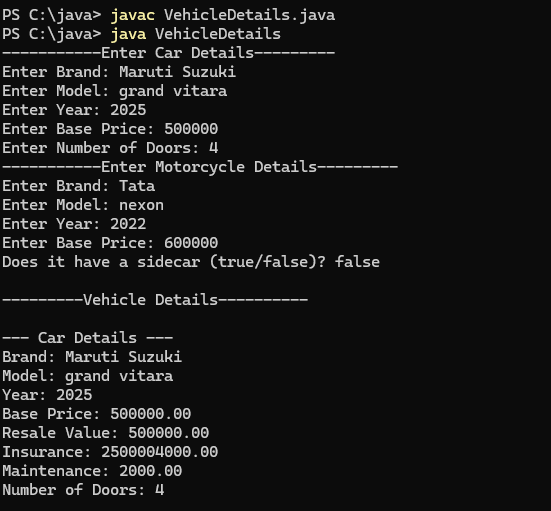 PS C:\java> javac VehicleDetails.java
PS C:\java> java VehicleDetails
-----------Enter Car Details---------
Enter Brand: Maruti Suzuki
Enter Model: grand vitara
Enter Year: 2025
Enter Base Price: 500000
Enter Number of Doors: 4
-----------Enter Motorcycle Details---------
Enter Brand: Tata
Enter Model: nexon
Enter Year: 2022
Enter Base Price: 600000
Does it have a sidecar (true/false)? false
---------Vehicle Details----------
--- Car Details ---
Brand: Maruti Suzuki
Model: grand vitara
Year: 2025
Base Price: 500000.00
Resale Value: 500000.00
Insurance: 2500004000.00
Maintenance: 2000.00
Number of Doors: 4